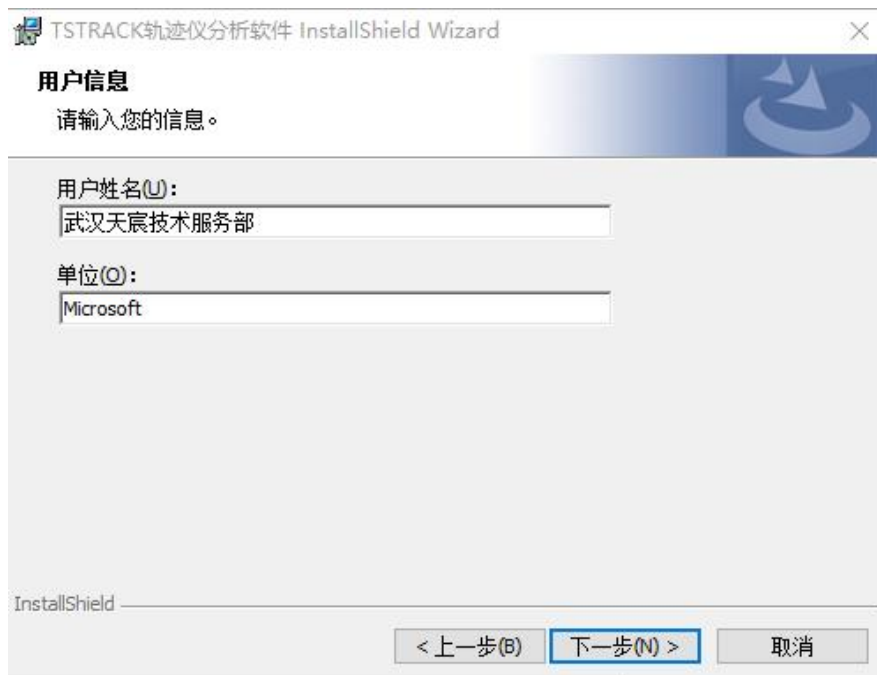 TSTRACK轨迹仪分析软件 InstallShield Wizard
用户信息
请输入您的信息。
用户姓名(U):
武汉天宸技术服务部
单位(O):
Microsoft
InstallShield
< 上一步(B) 下一步(N) > 取消